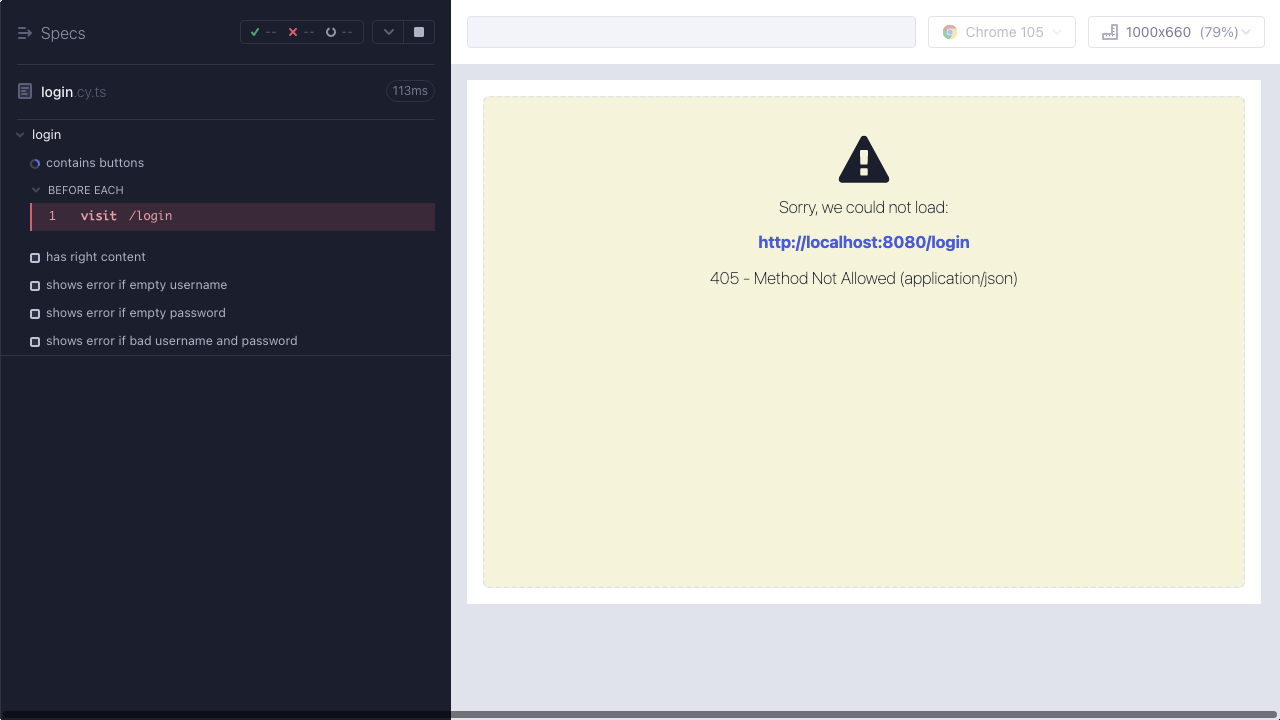 Specs
-- -- --
login.cy.ts
113ms
login
contains buttons
BEFORE EACH
1 visit /login
has right content
shows error if empty username
shows error if empty password
shows error if bad username and password
Chrome 105
1000x660 (79%)
Sorry, we could not load:
http://localhost:8080/login
405 - Method Not Allowed (application/json)